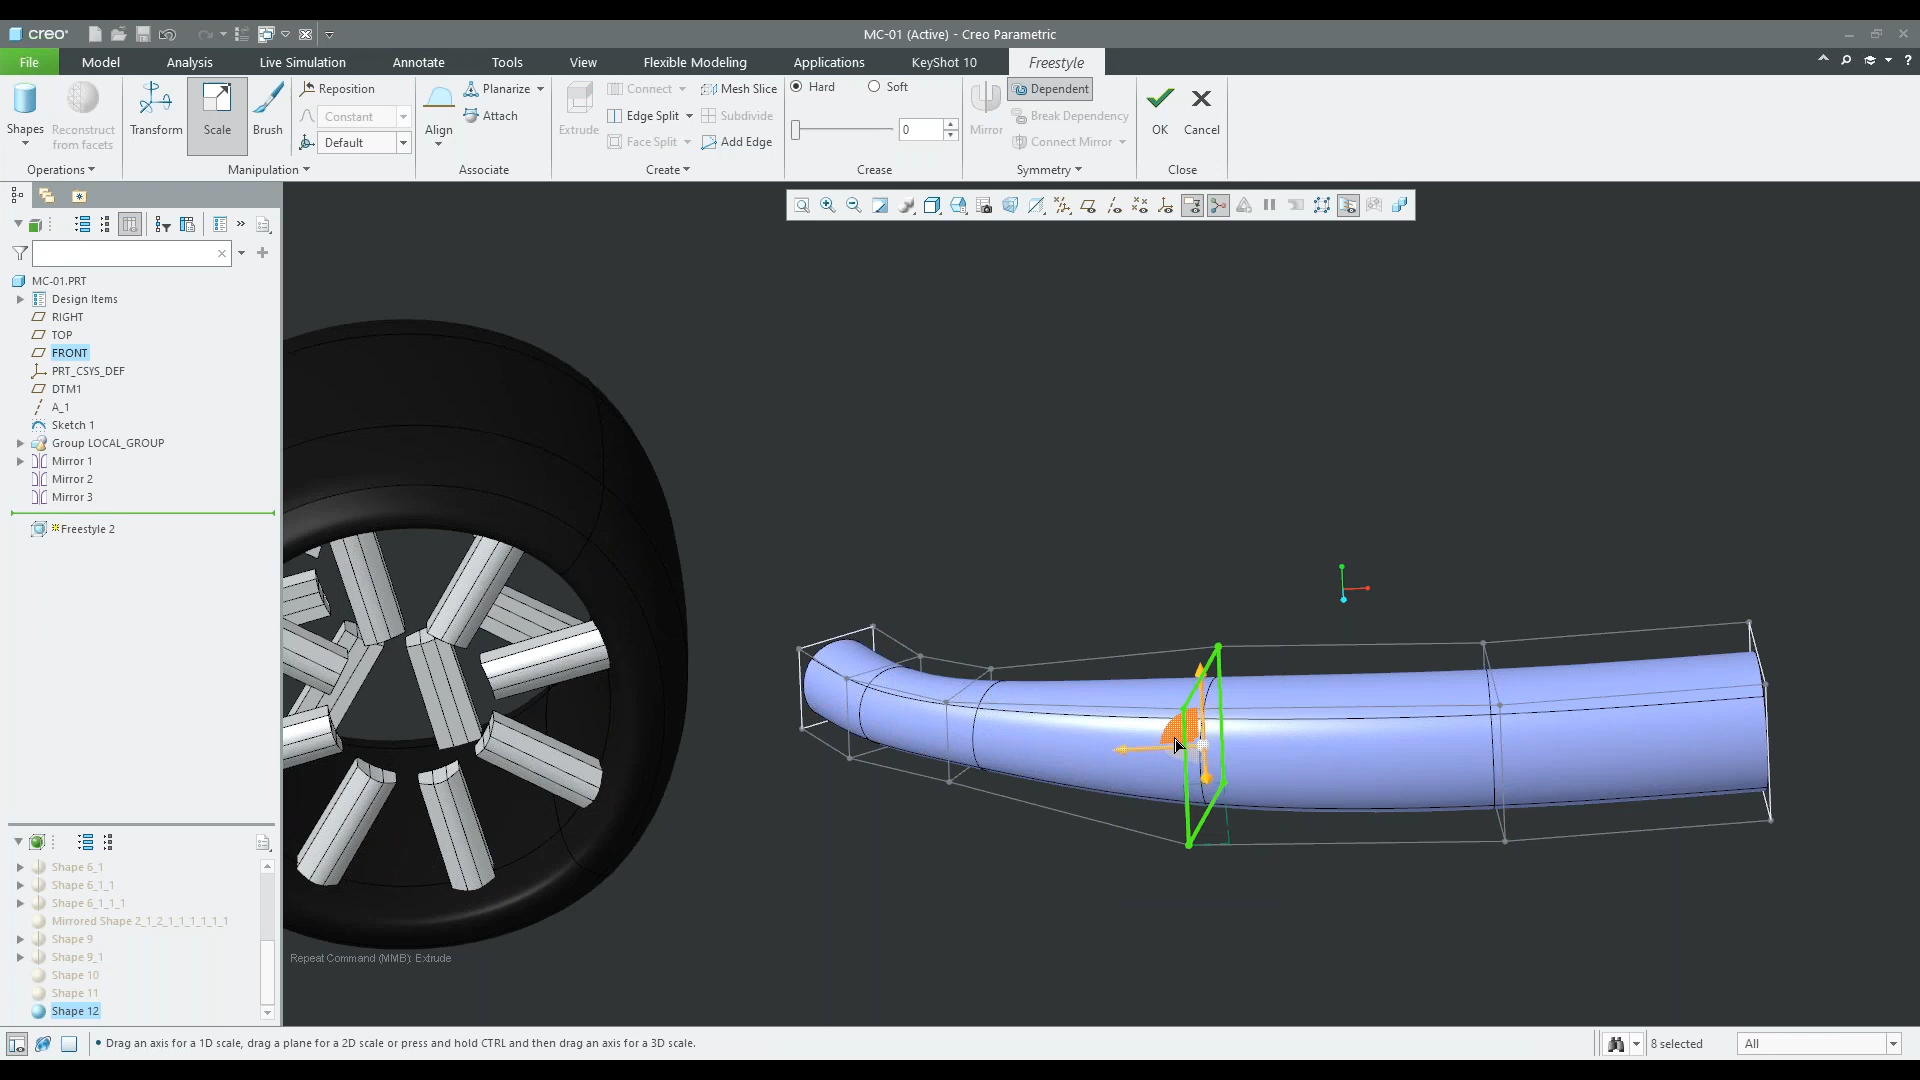 creo
MC-01 (Active) - Creo Parametric
File Model Analysis Live Simulation Annotate Tools View Flexible Modeling Applications KeyShot 10 Freestyle
Shapes
Reconstruct from facets
Operations
Transform
Scale
Brush
Reposition
Constant
Default
Manipulation
Align
Planarize
Attach
Associate
Extrude
Connect
Edge Split
Face Split
Mesh Slice
Subdivide
Add Edge
Create
Hard
Soft
0
Crease
Mirror
Dependent
Break Dependency
Connect Mirror
Symmetry
OK
Cancel
Close
MC-01.PRT
Design Items
RIGHT
TOP
FRONT
PRT_CSYS_DEF
DTM1
A_1
Sketch 1
Group LOCAL_GROUP
Mirror 1
Mirror 2
Mirror 3
Freestyle 2
Shape 6_1
Shape 6_1_1
Shape 6_1_1_1
Mirrored Shape 2_1_2_1_1_1_1_1_1
Shape 9
Shape 9_1
Shape 10
Shape 11
Shape 12
Repeat Command (MMB): Extrude
• Drag an axis for a 1D scale, drag a plane for a 2D scale or press and hold CTRL and then drag an axis for a 3D scale.
8 selected
All